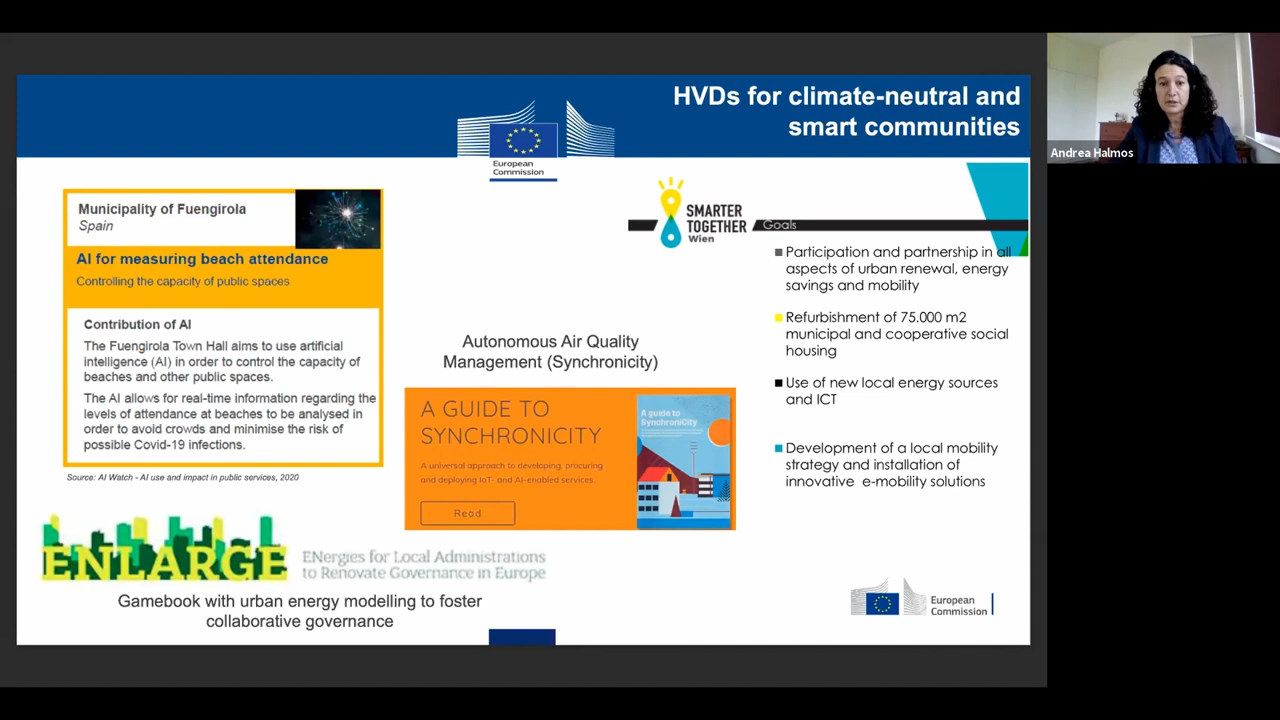 HVDs for climate-neutral and
smart communities
European
Commission
Andrea Halmos
Municipality of Fuengirola
Spain
AI for measuring beach attendance
Controlling the capacity of public spaces
Contribution of AI
The Fuengirola Town Hall aims to use artificial
intelligence (AI) in order to control the capacity of
beaches and other public spaces.
The AI allows for real-time information regarding the
levels of attendance at beaches to be analysed in
order to avoid crowds and minimise the risk of
possible Covid-19 infections.
Source: AI Watch - AI use and impact in public services, 2020
ENLARGE
ENergies for Local Administrations
to Renovate Governance in Europe
Gamebook with urban energy modelling to foster
collaborative governance
Autonomous Air Quality
Management (Synchronicity)
A GUIDE TO
SYNCHRONICITY
A universal approach to developing, procuring
and deploying IoT- and AI-enabled services.
Read
A guide to
SynchroniCity
SMARTER
TOGETHER
Wien
Goals
Participation and partnership in all
aspects of urban renewal, energy
savings and mobility
Refurbishment of 75.000 m2
municipal and cooperative social
housing
Use of new local energy sources
and ICT
Development of a local mobility
strategy and installation of
innovative e-mobility solutions
European
Commission